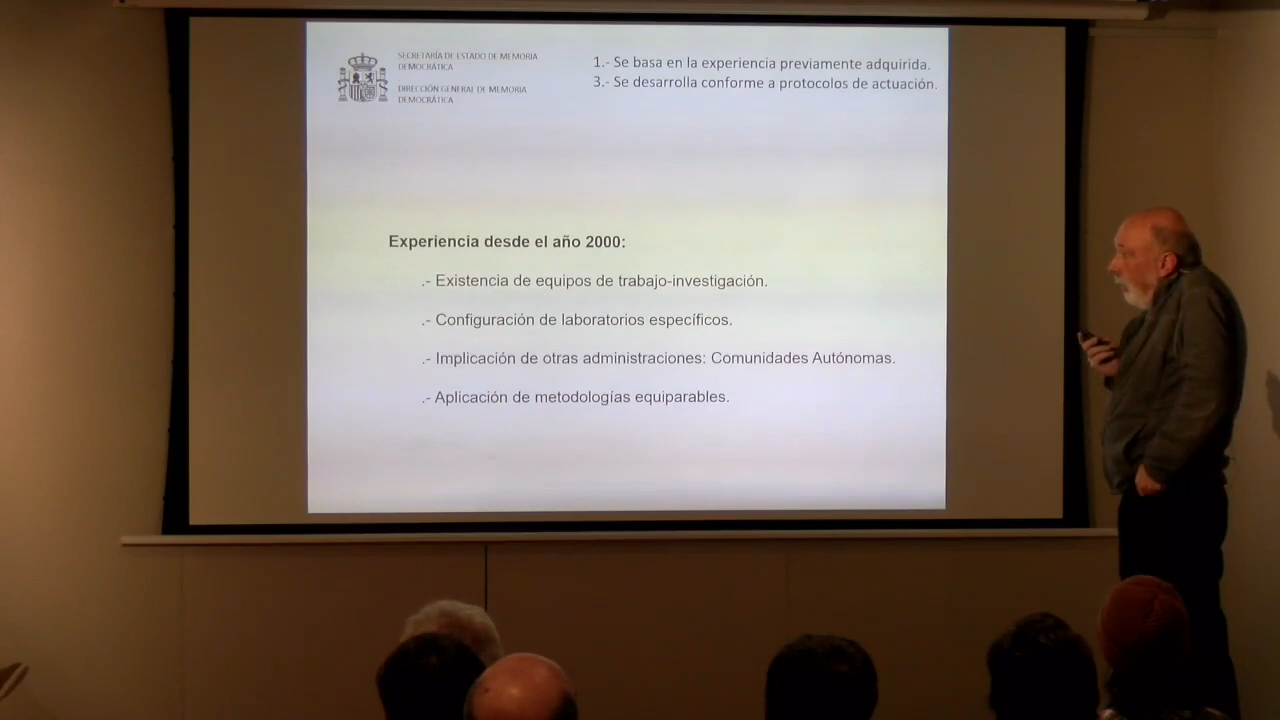 SECRETARÍA DE ESTADO DE MEMORIA
DEMOCRÁTICA
DIRECCIÓN GENERAL DE MEMORIA
DEMOCRÁTICA
1.- Se basa en la experiencia previamente adquirida.
3.- Se desarrolla conforme a protocolos de actuación.
Experiencia desde el año 2000:
.- Existencia de equipos de trabajo-investigación.
.- Configuración de laboratorios específicos.
.- Implicación de otras administraciones: Comunidades Autónomas.
.- Aplicación de metodologías equiparables.